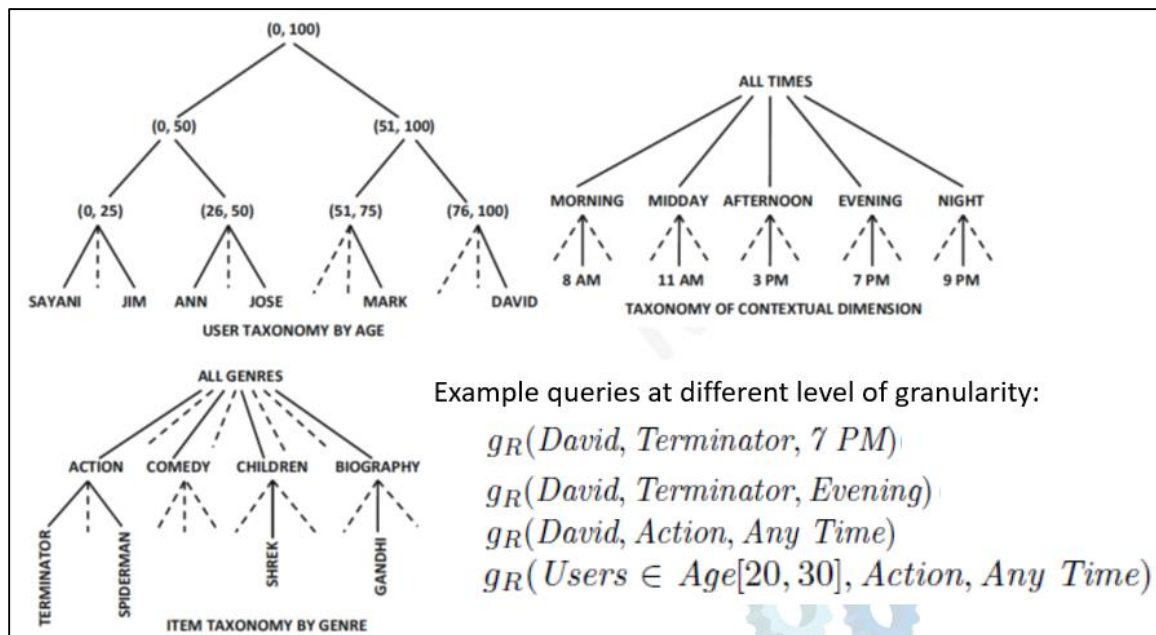 (0, 100)
(0, 50) (51, 100)
(0, 25) (26, 50) (51, 75) (76, 100)
SAYANI JIM ANN JOSE MARK DAVID
USER TAXONOMY BY AGE
ALL TIMES
MORNING MIDDAY AFTERNOON EVENING NIGHT
8 AM 11 AM 3 PM 7 PM 9 PM
TAXONOMY OF CONTEXTUAL DIMENSION
ALL GENRES
ACTION COMEDY CHILDREN BIOGRAPHY
TERMINATOR SPIDERMAN SHREK GANDHI
ITEM TAXONOMY BY GENRE
Example queries at different level of granularity:
g_R(David, Terminator, 7 PM)
g_R(David, Terminator, Evening)
g_R(David, Action, Any Time)
g_R(Users ∈ Age[20, 30], Action, Any Time)